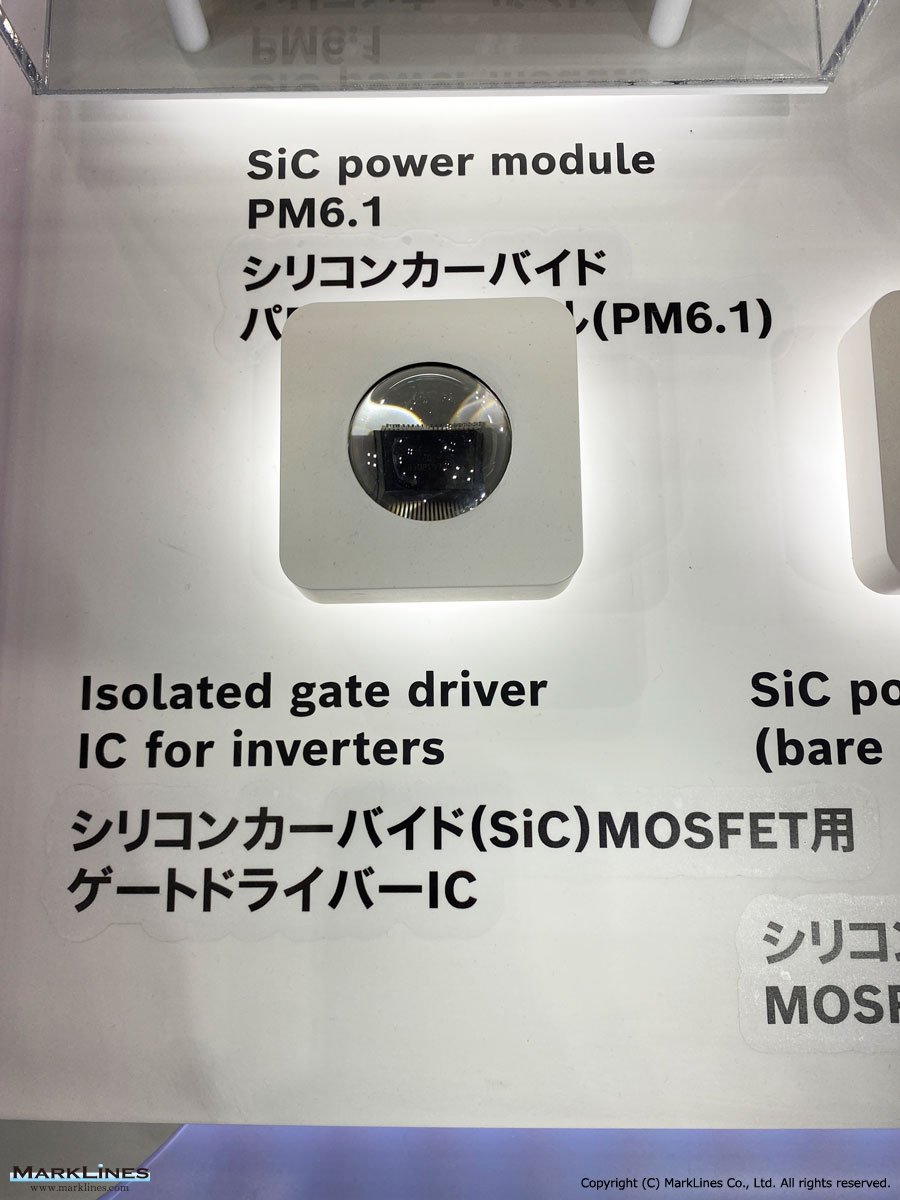 SiC power module
PM6.1
シリコンカーバイド
パ ル(PM6.1)
Isolated gate driver
IC for inverters
シリコンカーバイド(SiC)MOSFET用
ゲートドライバーIC
SiC po
(bare
シリコン
MOSF
MARKLINES
www.marklines.com
Copyright (C) MarkLines Co., Ltd. All rights reserved.